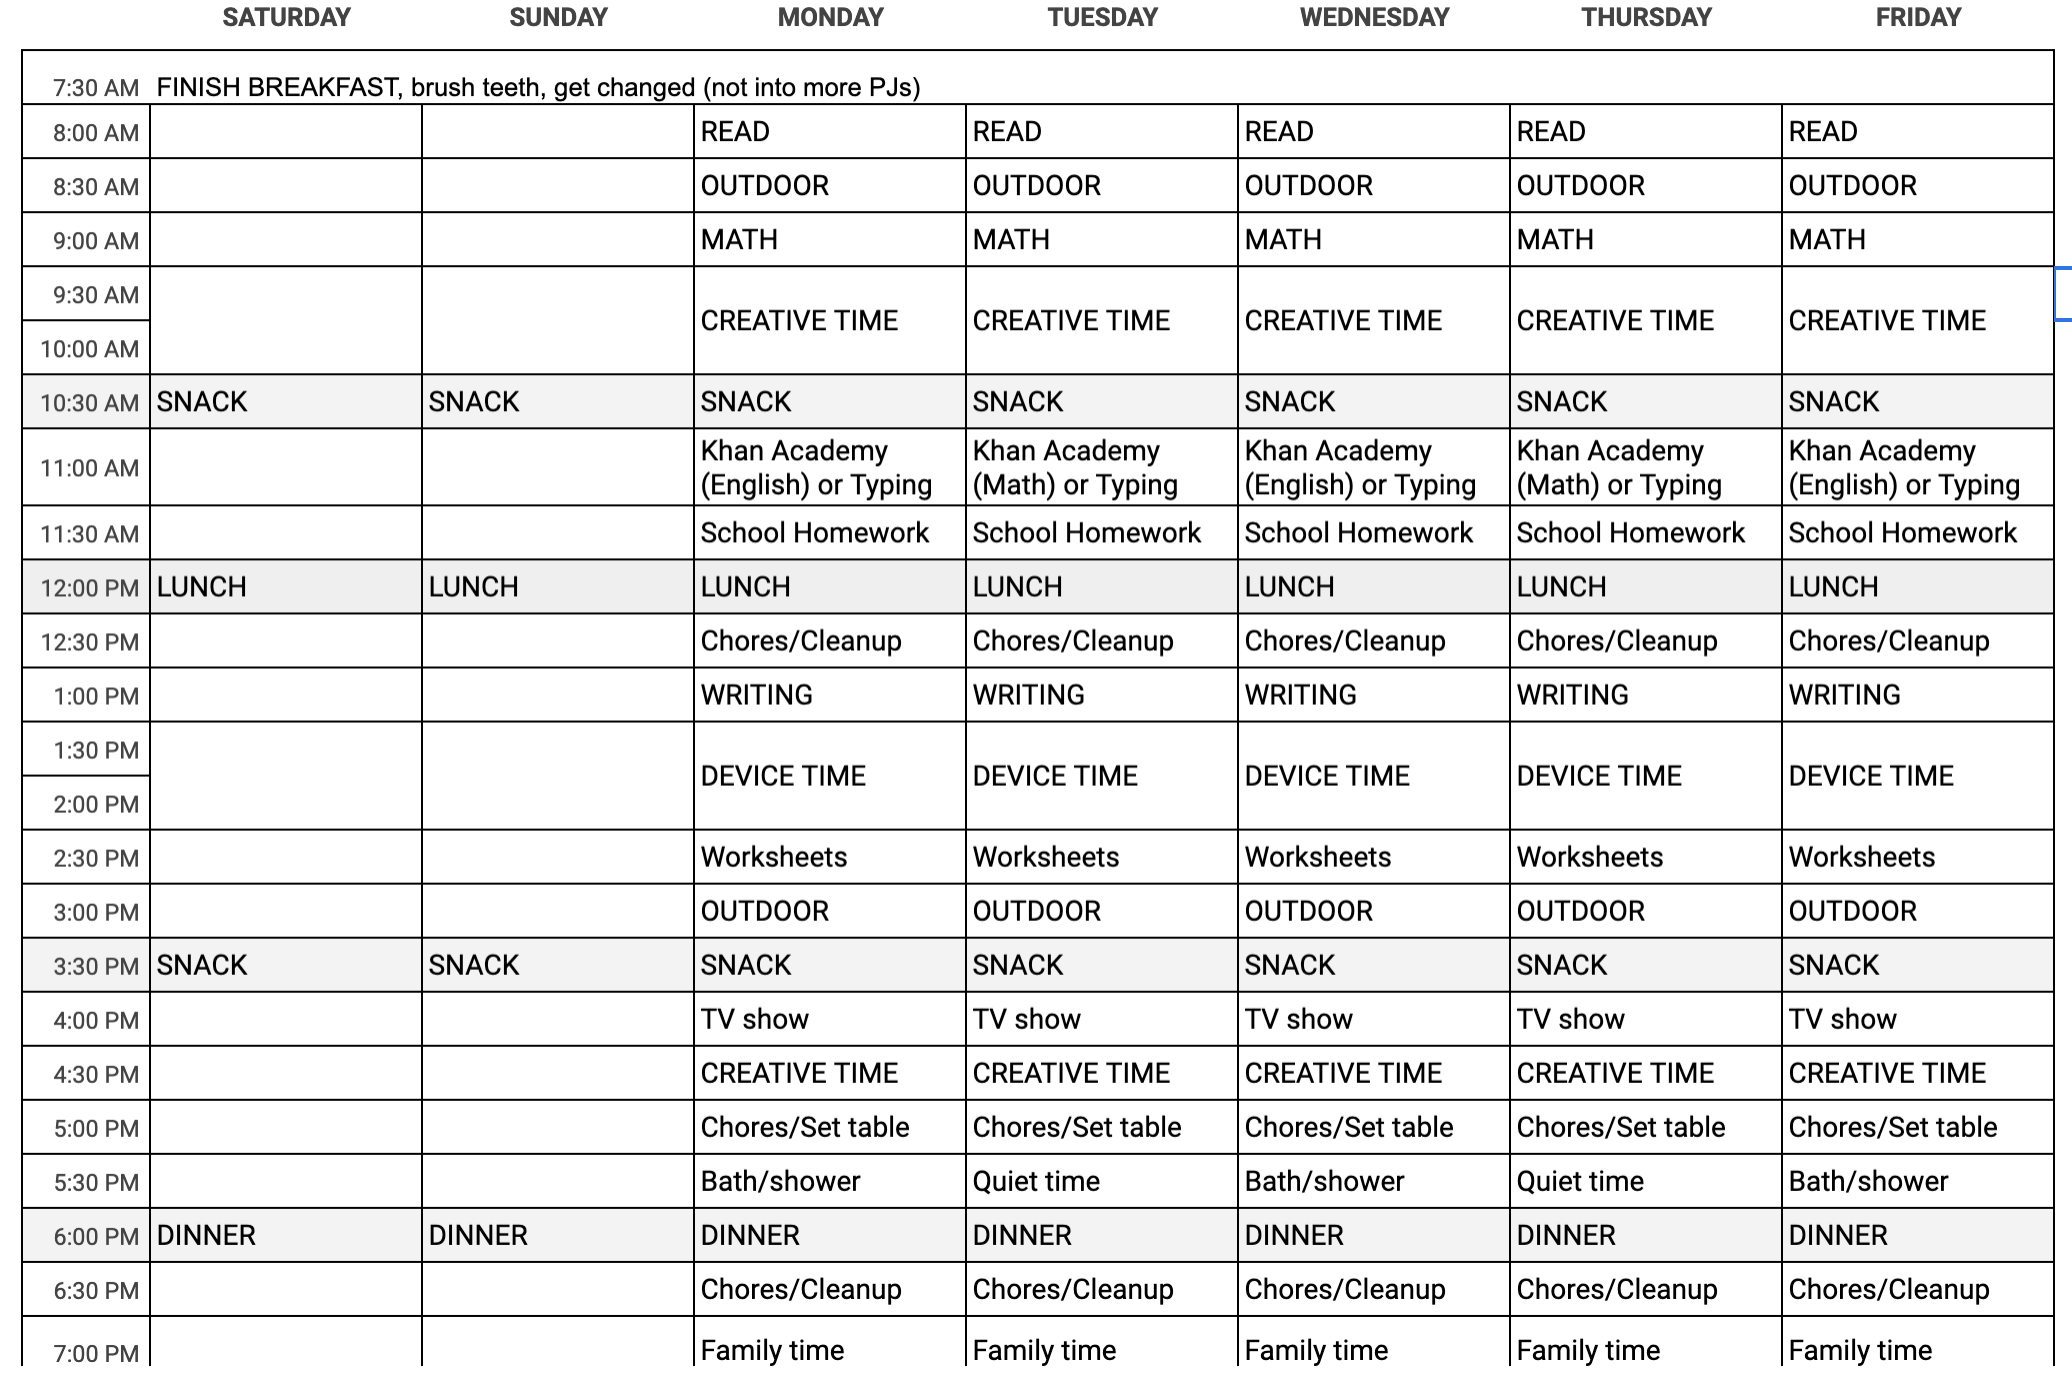 SATURDAY SUNDAY MONDAY TUESDAY WEDNESDAY THURSDAY FRIDAY
7:30 AM FINISH BREAKFAST, brush teeth, get changed (not into more PJs)
8:00 AM READ READ READ READ READ
8:30 AM OUTDOOR OUTDOOR OUTDOOR OUTDOOR OUTDOOR
9:00 AM MATH MATH MATH MATH MATH
9:30 AM
CREATIVE TIME CREATIVE TIME CREATIVE TIME CREATIVE TIME CREATIVE TIME
10:00 AM
10:30 AM SNACK SNACK SNACK SNACK SNACK SNACK SNACK
Khan Academy Khan Academy Khan Academy Khan Academy Khan Academy
11:00 AM
(English) or Typing (Math) or Typing (English) or Typing (Math) or Typing (English) or Typing
11:30 AM School Homework School Homework School Homework School Homework School Homework
12:00 PM LUNCH LUNCH LUNCH LUNCH LUNCH LUNCH LUNCH
12:30 PM Chores/Cleanup Chores/Cleanup Chores/Cleanup Chores/Cleanup Chores/Cleanup
1:00 PM WRITING WRITING WRITING WRITING WRITING
1:30 PM
DEVICE TIME DEVICE TIME DEVICE TIME DEVICE TIME DEVICE TIME
2:00 PM
2:30 PM Worksheets Worksheets Worksheets Worksheets Worksheets
3:00 PM OUTDOOR OUTDOOR OUTDOOR OUTDOOR OUTDOOR
3:30 PM SNACK SNACK SNACK SNACK SNACK SNACK SNACK
4:00 PM TV show TV show TV show TV show TV show
4:30 PM CREATIVE TIME CREATIVE TIME CREATIVE TIME CREATIVE TIME CREATIVE TIME
5:00 PM Chores/Set table Chores/Set table Chores/Set table Chores/Set table Chores/Set table
5:30 PM Bath/shower Quiet time Bath/shower Quiet time Bath/shower
6:00 PM DINNER DINNER DINNER DINNER DINNER DINNER DINNER
6:30 PM Chores/Cleanup Chores/Cleanup Chores/Cleanup Chores/Cleanup Chores/Cleanup
7:00 PM Family time Family time Family time Family time Family time